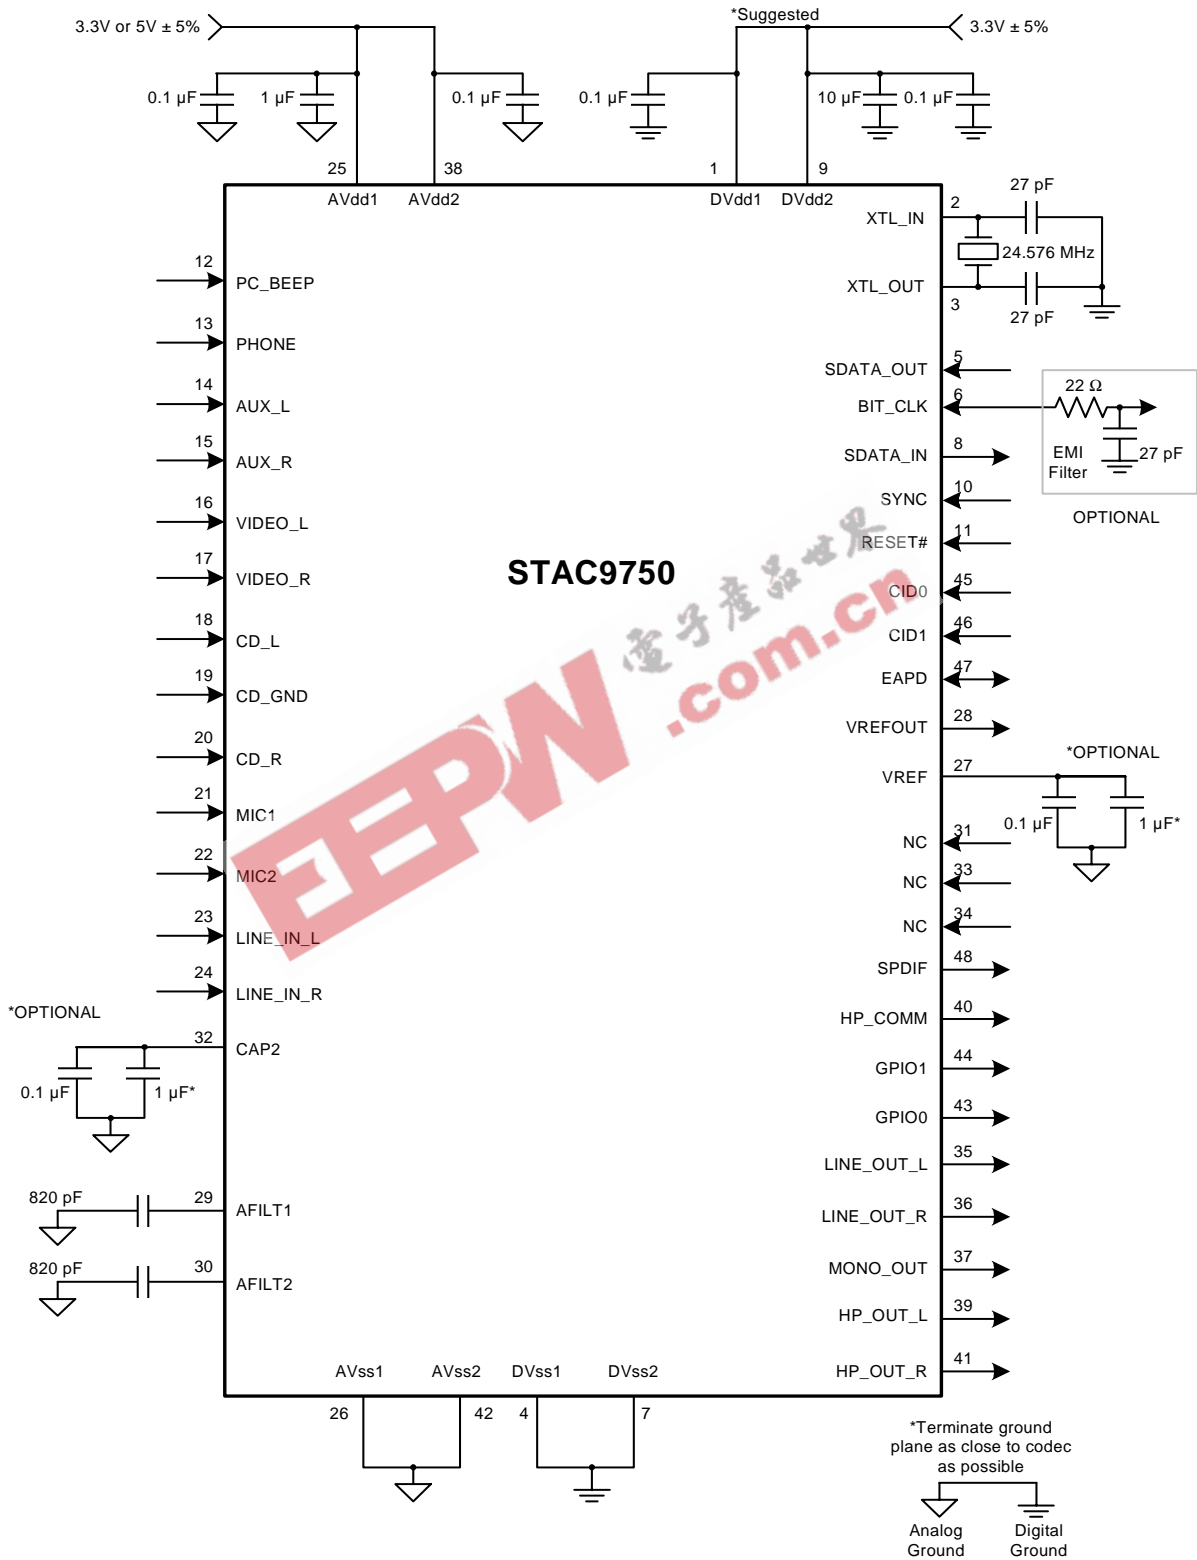 3.3V or 5V ± 5%
*Suggested
3.3V ± 5%
0.1 µF
1 µF
0.1 µF
0.1 µF
10 µF
0.1 µF
25
38
1
9
AVdd1
AVdd2
DVdd1
DVdd2
27 pF
2
XTL_IN
24.576 MHz
XTL_OUT
3
27 pF
12
PC_BEEP
13
PHONE
14
AUX_L
15
AUX_R
16
VIDEO_L
17
VIDEO_R
18
CD_L
19
CD_GND
20
CD_R
21
MIC1
22
MIC2
23
LINE_IN_L
24
LINE_IN_R
*OPTIONAL
32
CAP2
0.1 µF
1 µF*
820 pF
29
AFILT1
820 pF
30
AFILT2
STAC9750
電子產品世界
EEPW.com.cn
SDATA_OUT
5
BIT_CLK
6
22 Ω
EMI
Filter
27 pF
OPTIONAL
SDATA_IN
8
SYNC
10
RESET#
11
CID0
45
CID1
46
EAPD
47
VREFOUT
28
*OPTIONAL
VREF
27
0.1 µF
1 µF*
NC
31
NC
33
NC
34
SPDIF
48
HP_COMM
40
GPIO1
44
GPIO0
43
LINE_OUT_L
35
LINE_OUT_R
36
MONO_OUT
37
HP_OUT_L
39
HP_OUT_R
41
AVss1
AVss2
DVss1
DVss2
26
42
4
7
*Terminate ground
plane as close to codec
as possible
Analog
Ground
Digital
Ground